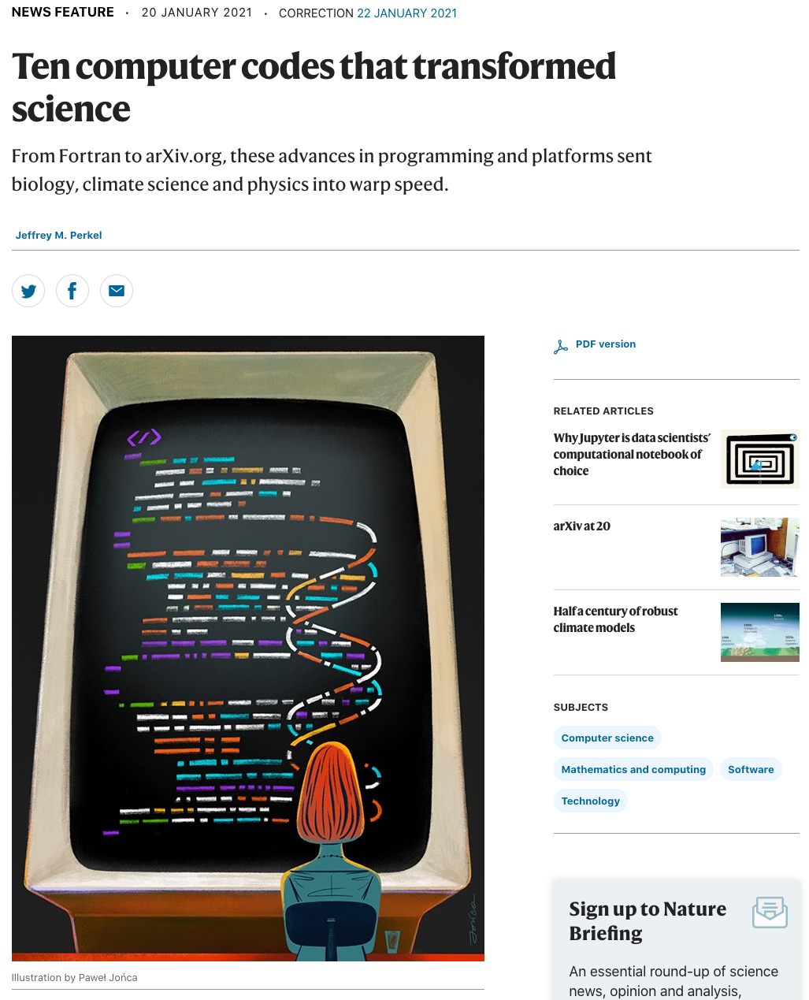 NEWS FEATURE · 20 JANUARY 2021 · CORRECTION 22 JANUARY 2021
Ten computer codes that transformed
science
From Fortran to arXiv.org, these advances in programming and platforms sent
biology, climate science and physics into warp speed.
Jeffrey M. Perkel
</>
Jońca
Illustration by Paweł Jońca
PDF version
RELATED ARTICLES
Why Jupyter is data scientists’
computational notebook of
choice
arXiv at 20
Half a century of robust
climate models
SUBJECTS
Computer science
Mathematics and computing
Software
Technology
Sign up to Nature
Briefing
An essential round-up of science
news, opinion and analysis,